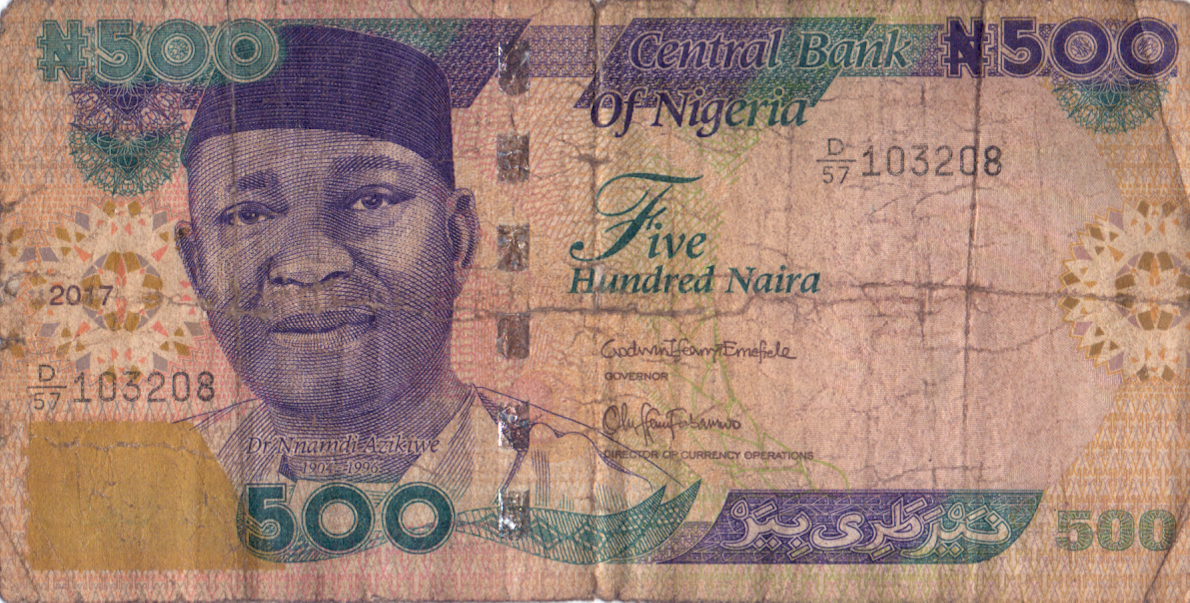 ₦500
Central Bank
Of Nigeria
₦500
D/57 103208
Five
Hundred Naira
2017
Godwin Ifeanyi Emefiele
GOVERNOR
D/57 103208
DIRECTOR OF CURRENCY OPERATIONS
Dr Nnamdi Azikiwe
1904-1996
500
نَيْرَ طَرِى بِيَرْ
500